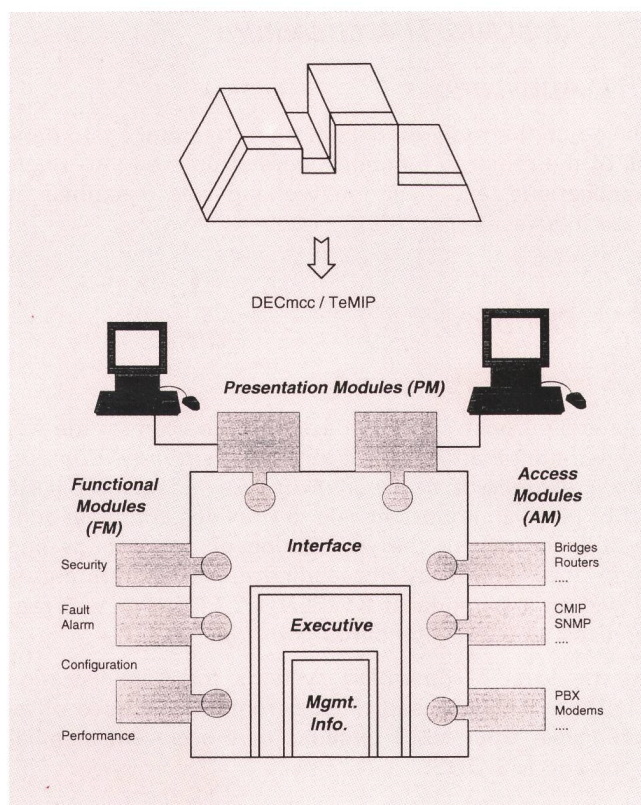 DECmcc / TeMIP
Presentation Modules (PM)
Functional
Modules
(FM)
Access
Modules
(AM)
Interface
Security
Bridges
Routers
....
Fault
Alarm
Executive
CMIP
SNMP
....
Configuration
Mgmt.
Info.
PBX
Modems
....
Performance